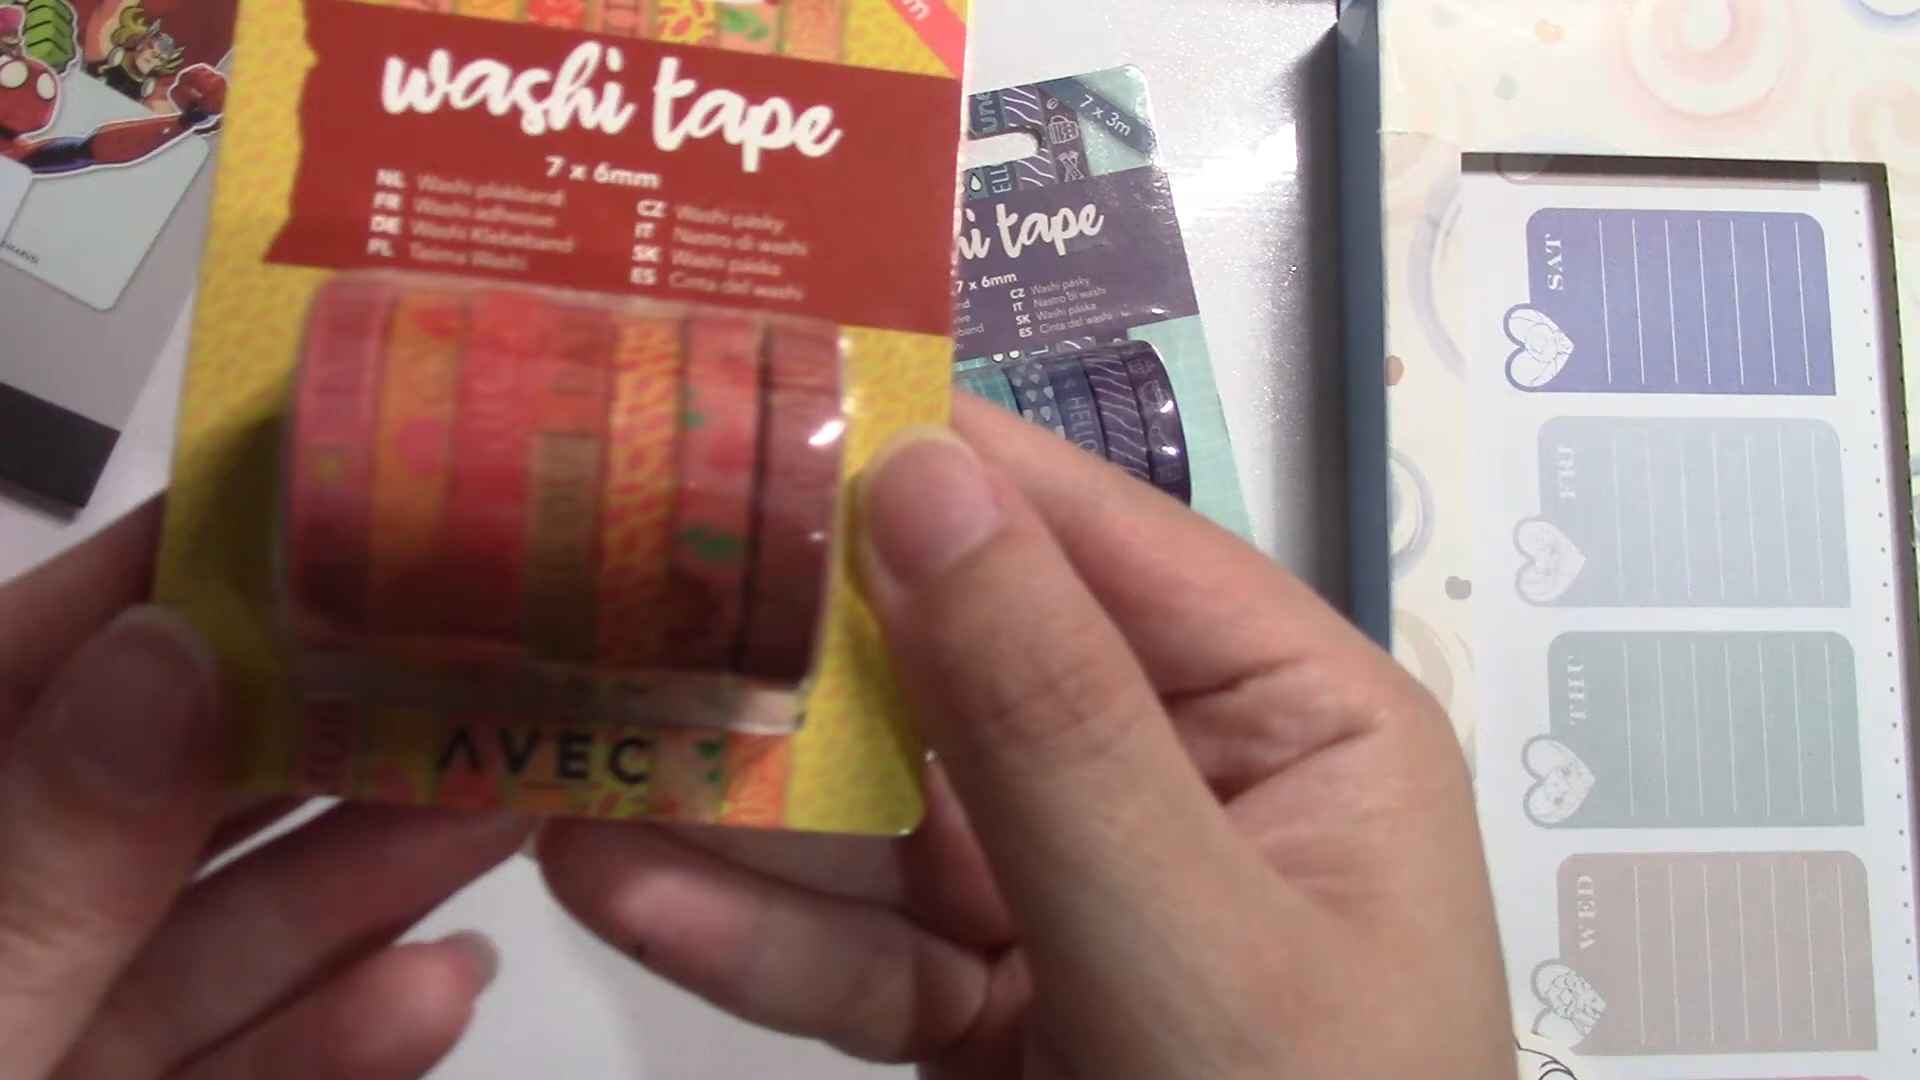 washi tape
7 x 6mm
NL Washi plakband
FR Washi adhesive
DE Washi Klebeband
PL Taśma Washi
CZ Washi pásky
IT Nastro di washi
SK Washi páska
ES Cinta del washi
AVEC
7 x 3m
hi tape
7 x 6mm
CZ Washi pásky
IT Nastro di washi
SK Washi páska
ES Cinta del washi
HELLO
SAT
FRI
THU
WED
MARVEL